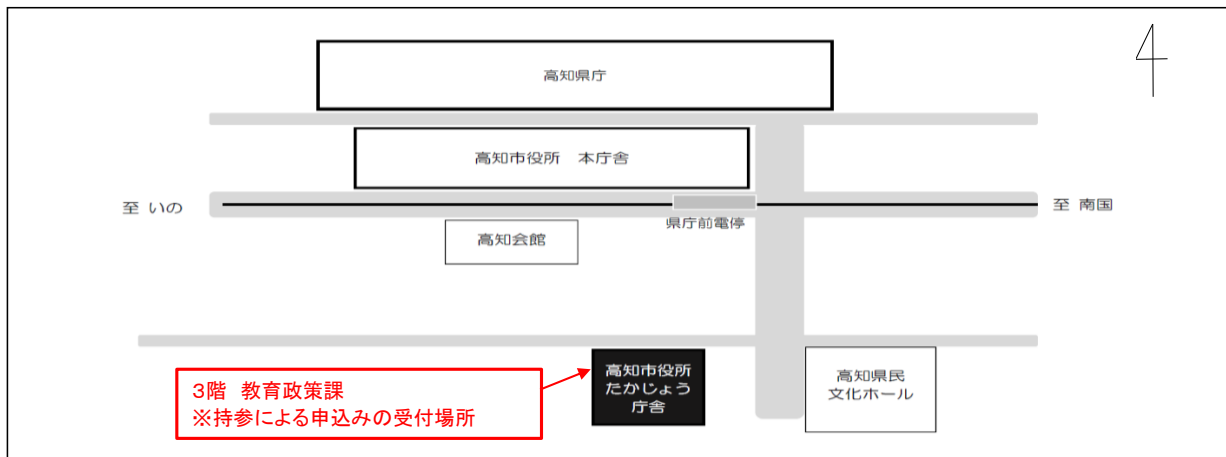 高知県庁
高知市役所　本庁舎
至 いの
至 南国
県庁前電停
高知会館
3階　教育政策課
※持参による申込みの受付場所
高知市役所
たかじょう
庁舎
高知県民
文化ホール